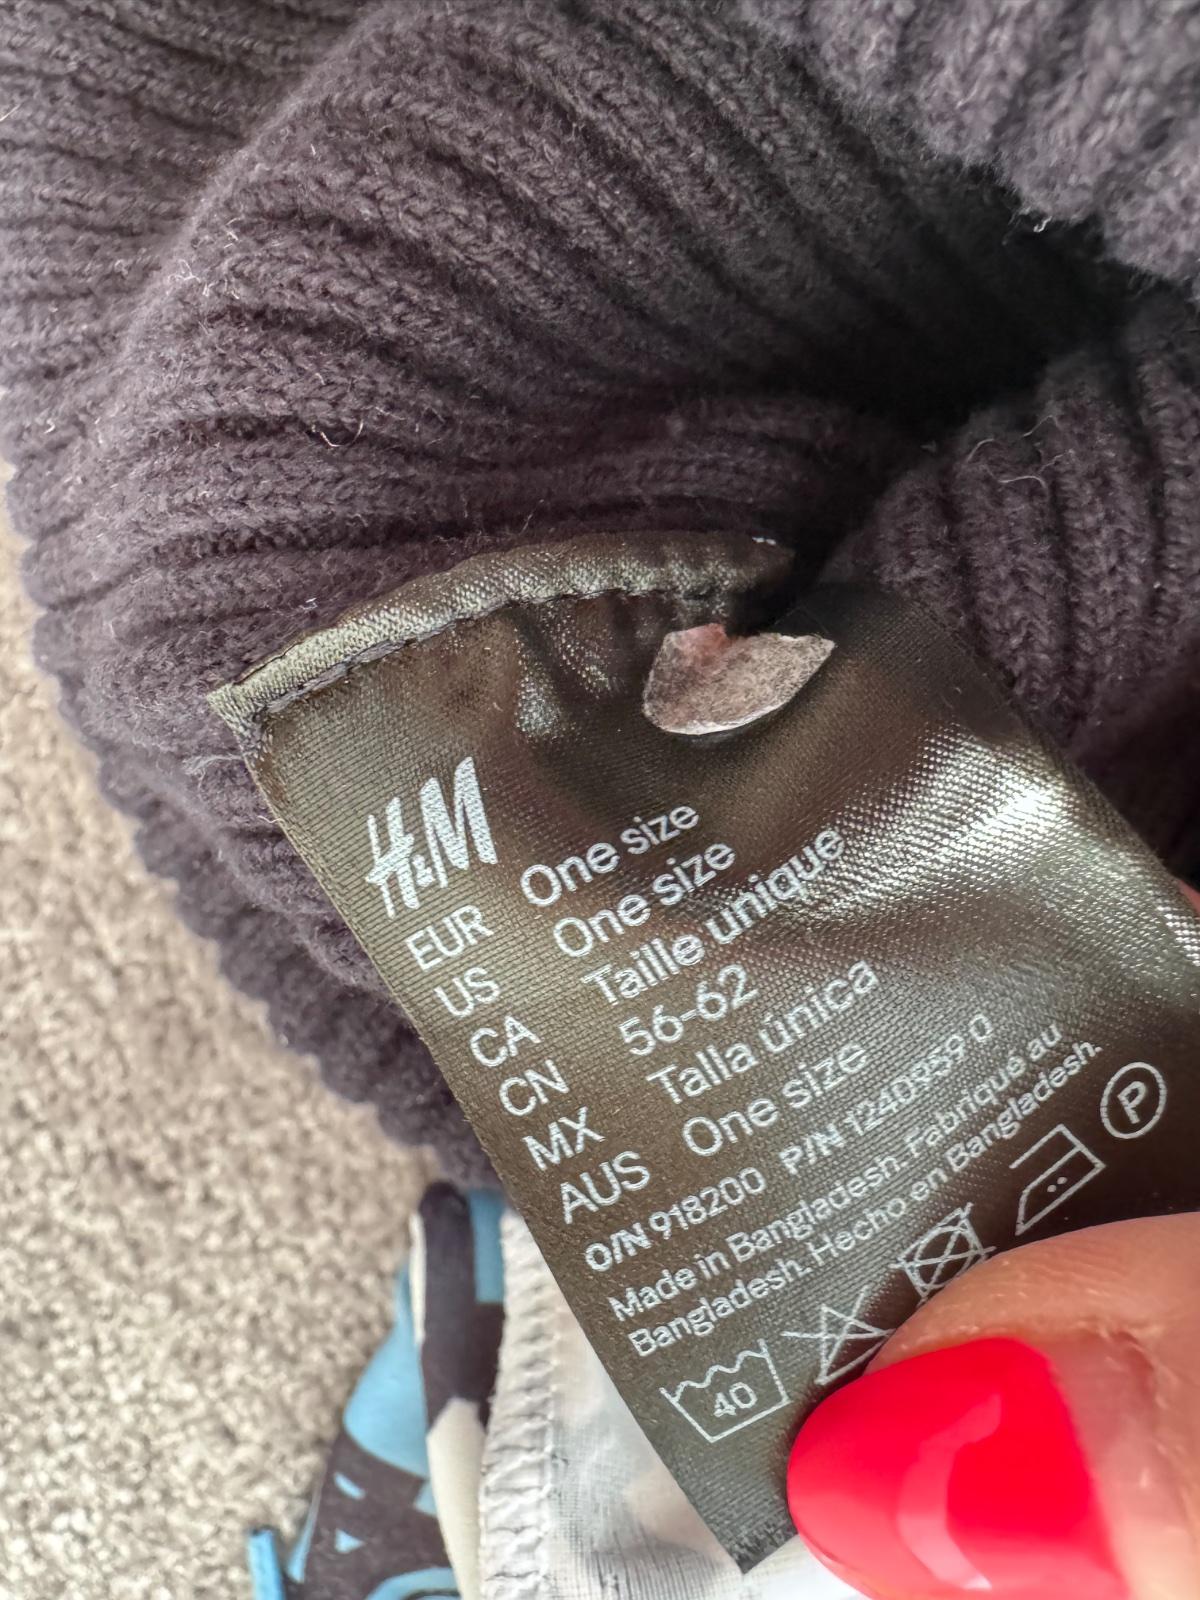 H&M
EUR One size
US One size
CA Taille unique
CN 56-62
MX Talla única
AUS One size
O/N 918200 P/N 1240959 0
Made in Bangladesh. Fabriqué au
Bangladesh. Hecho en Bangladesh.
40
P